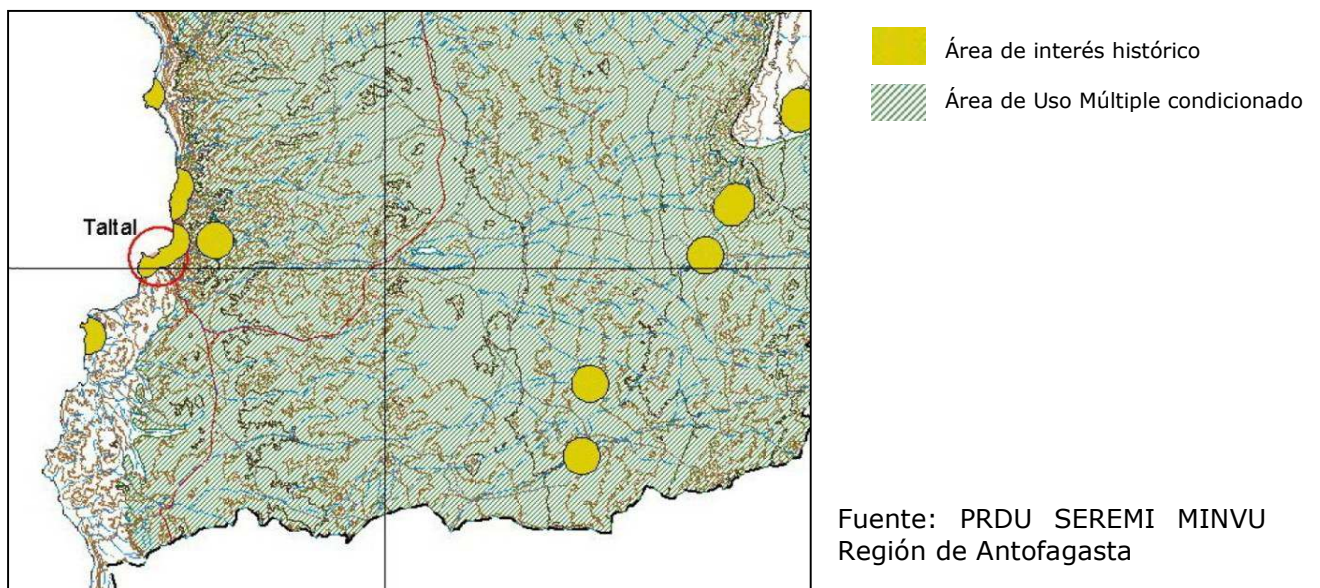 Taltal
Área de interés histórico
Área de Uso Múltiple condicionado
Fuente: PRDU SEREMI MINVU
Región de Antofagasta